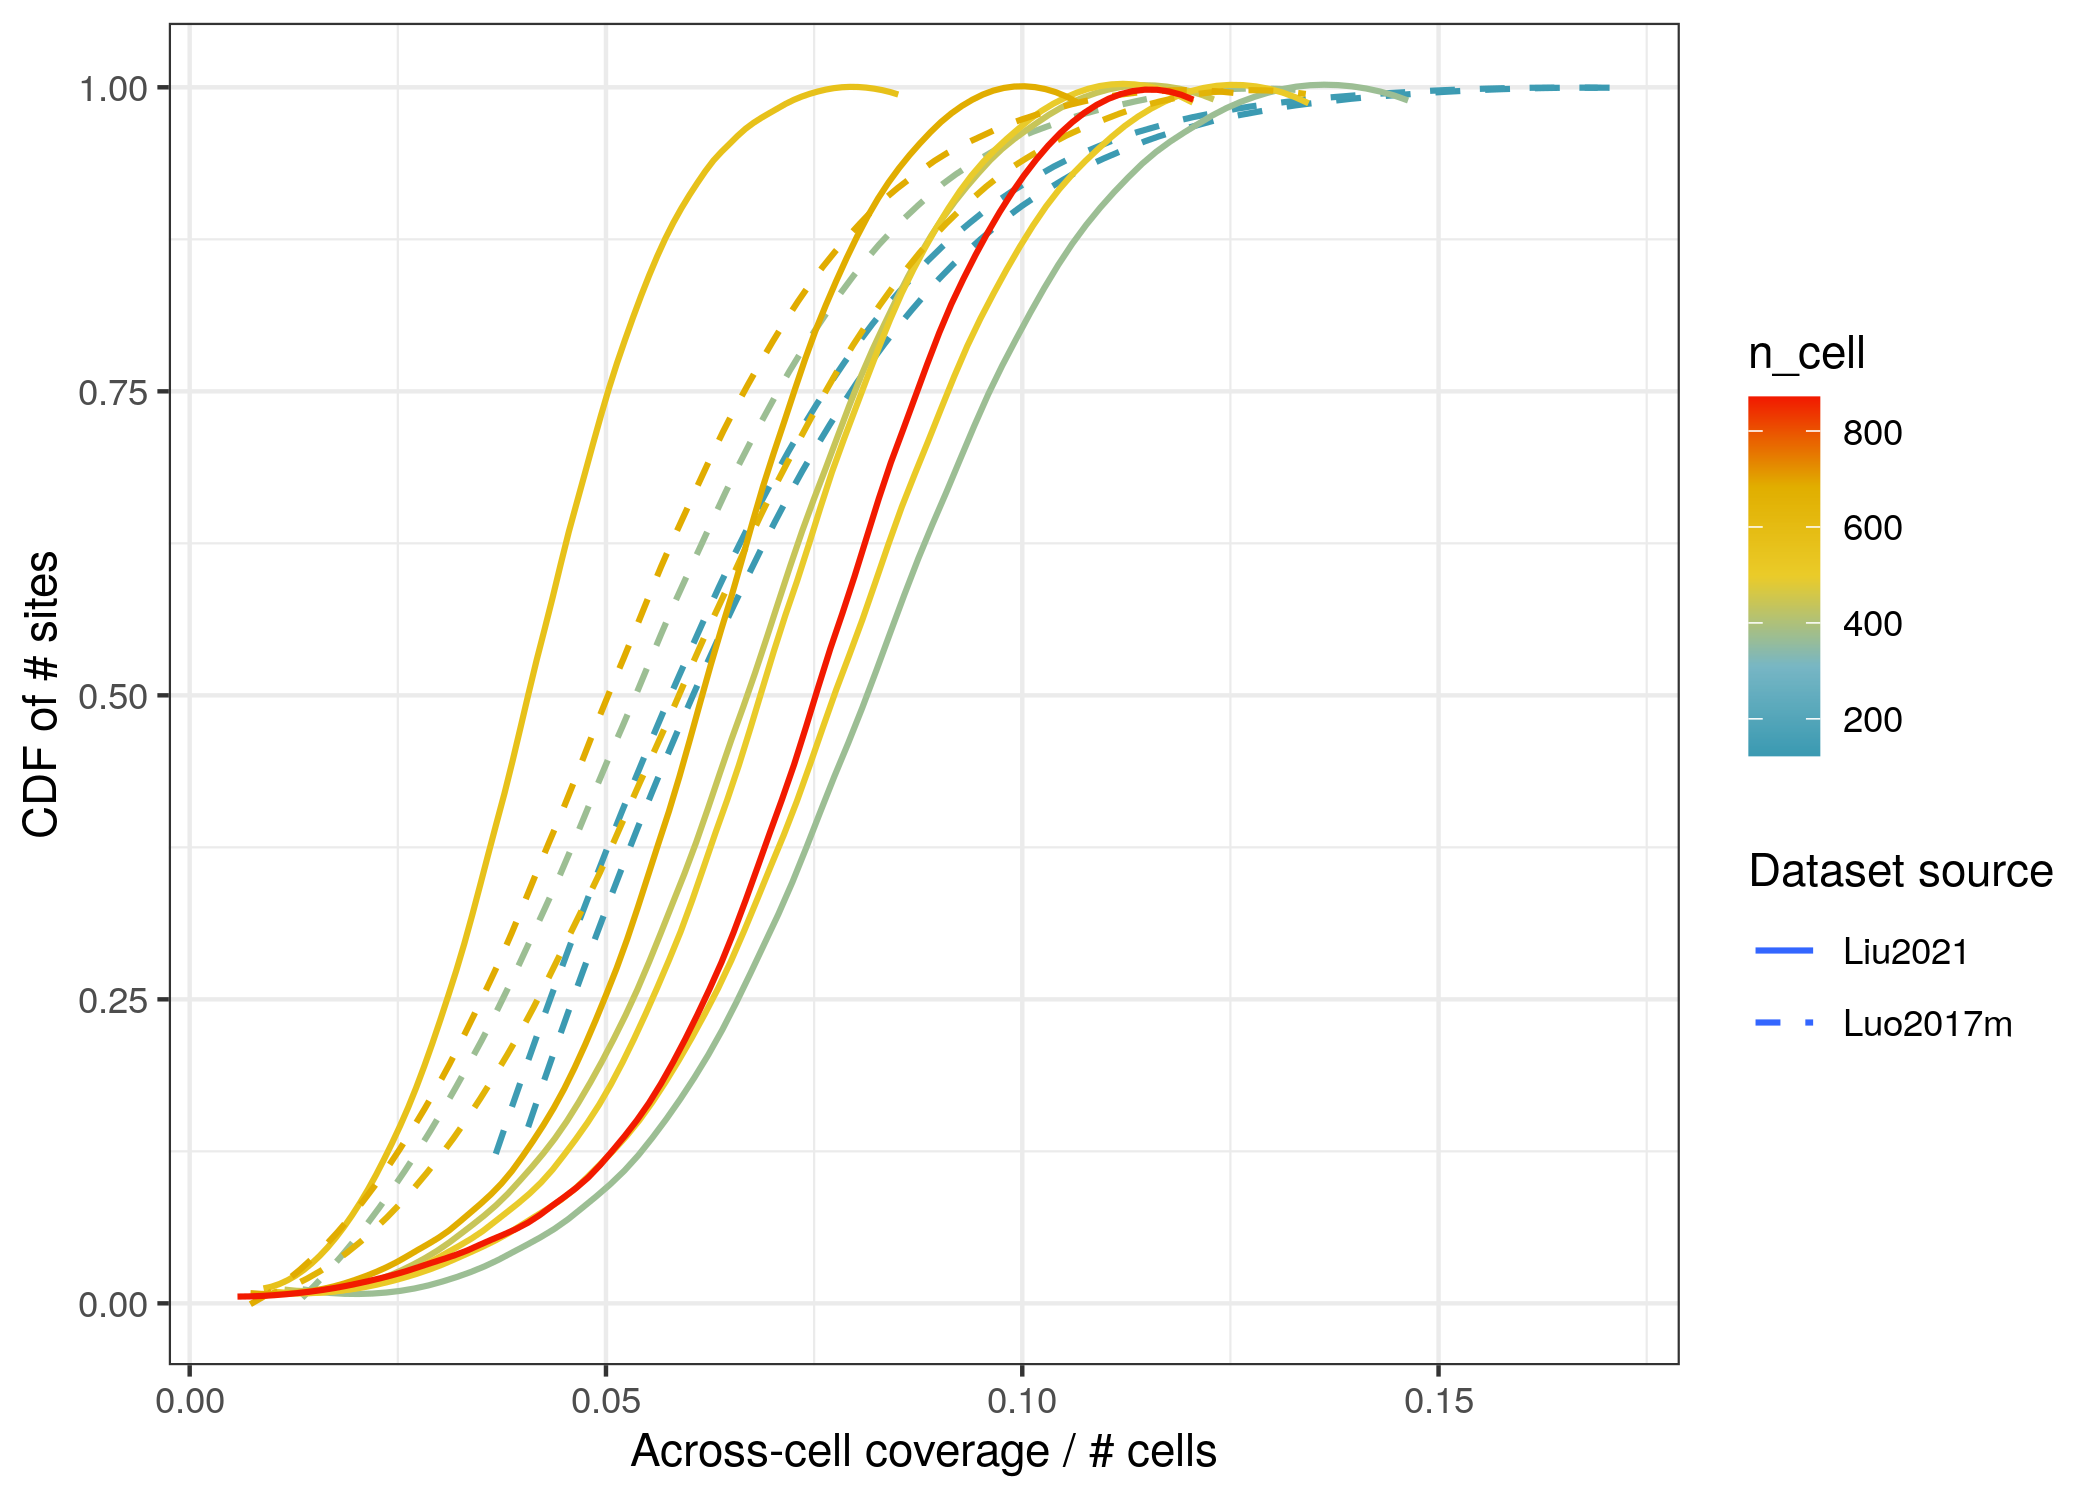 CDF of # sites
1.00
0.75
0.50
0.25
0.00
0.00
0.05
0.10
0.15
Across-cell coverage / # cells
n_cell
800
600
400
200
Dataset source
Liu2021
Luo2017m